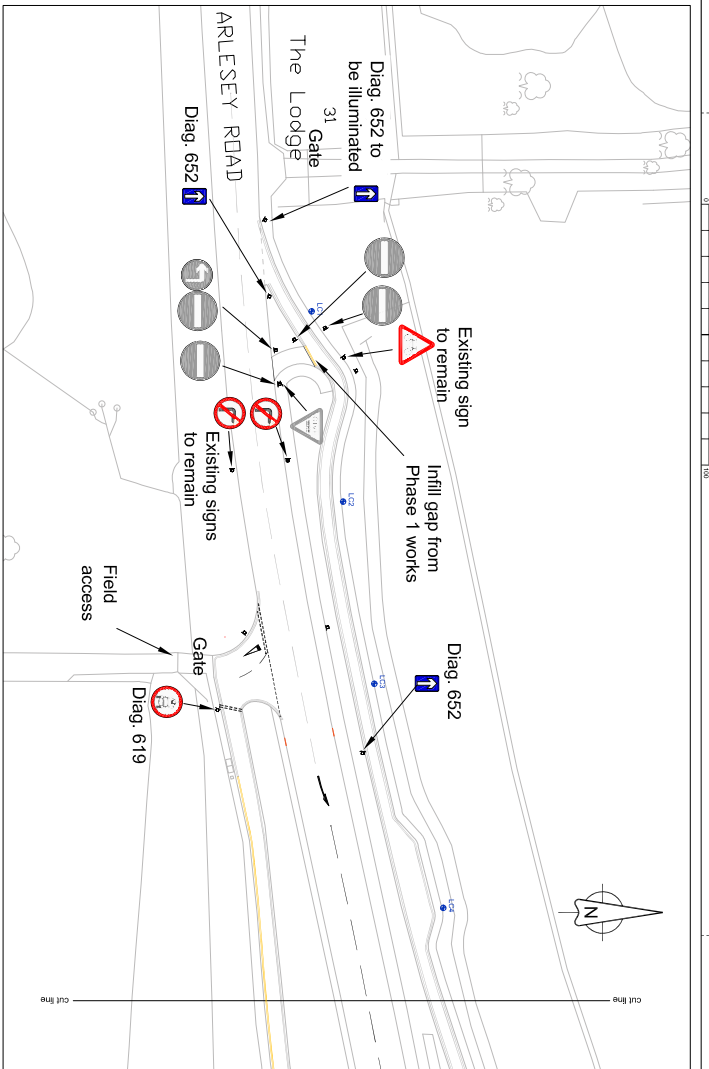 ARLESEY ROAD
The Lodge
31
Gate
Diag. 652 to
be illuminated
Diag. 652
Existing sign
to remain
LC1
Infill gap from
Phase 1 works
LC2
Existing signs
to remain
Field
access
Gate
Diag. 619
Diag. 652
LC3
LC4
N
cut line
cut line
0
100